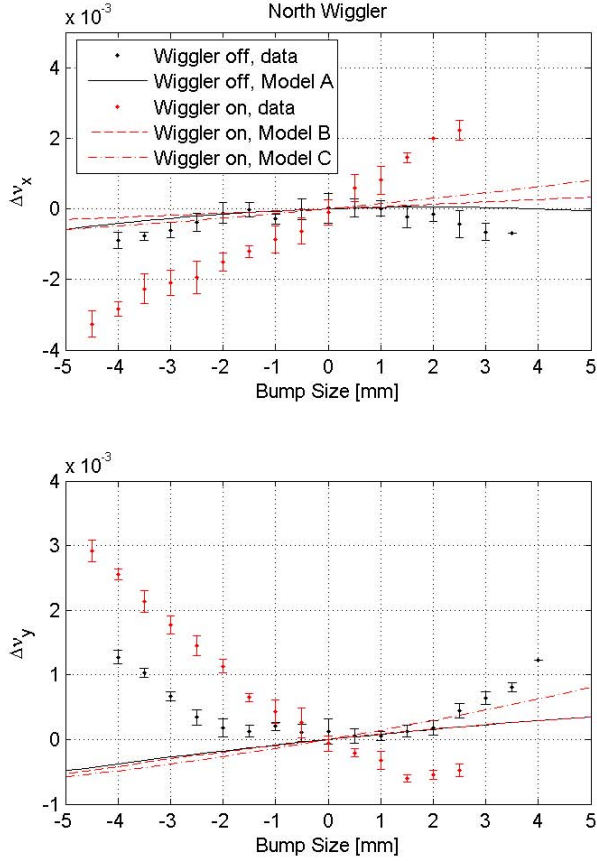 North Wiggler
x 10⁻³
Wiggler off, data
Wiggler off, Model A
Wiggler on, data
Wiggler on, Model B
Wiggler on, Model C
4
2
0
-2
-4
Δνx
-5 -4 -3 -2 -1 0 1 2 3 4 5
Bump Size [mm]
x 10⁻³
4
3
2
1
0
-1
Δνy
-5 -4 -3 -2 -1 0 1 2 3 4 5
Bump Size [mm]